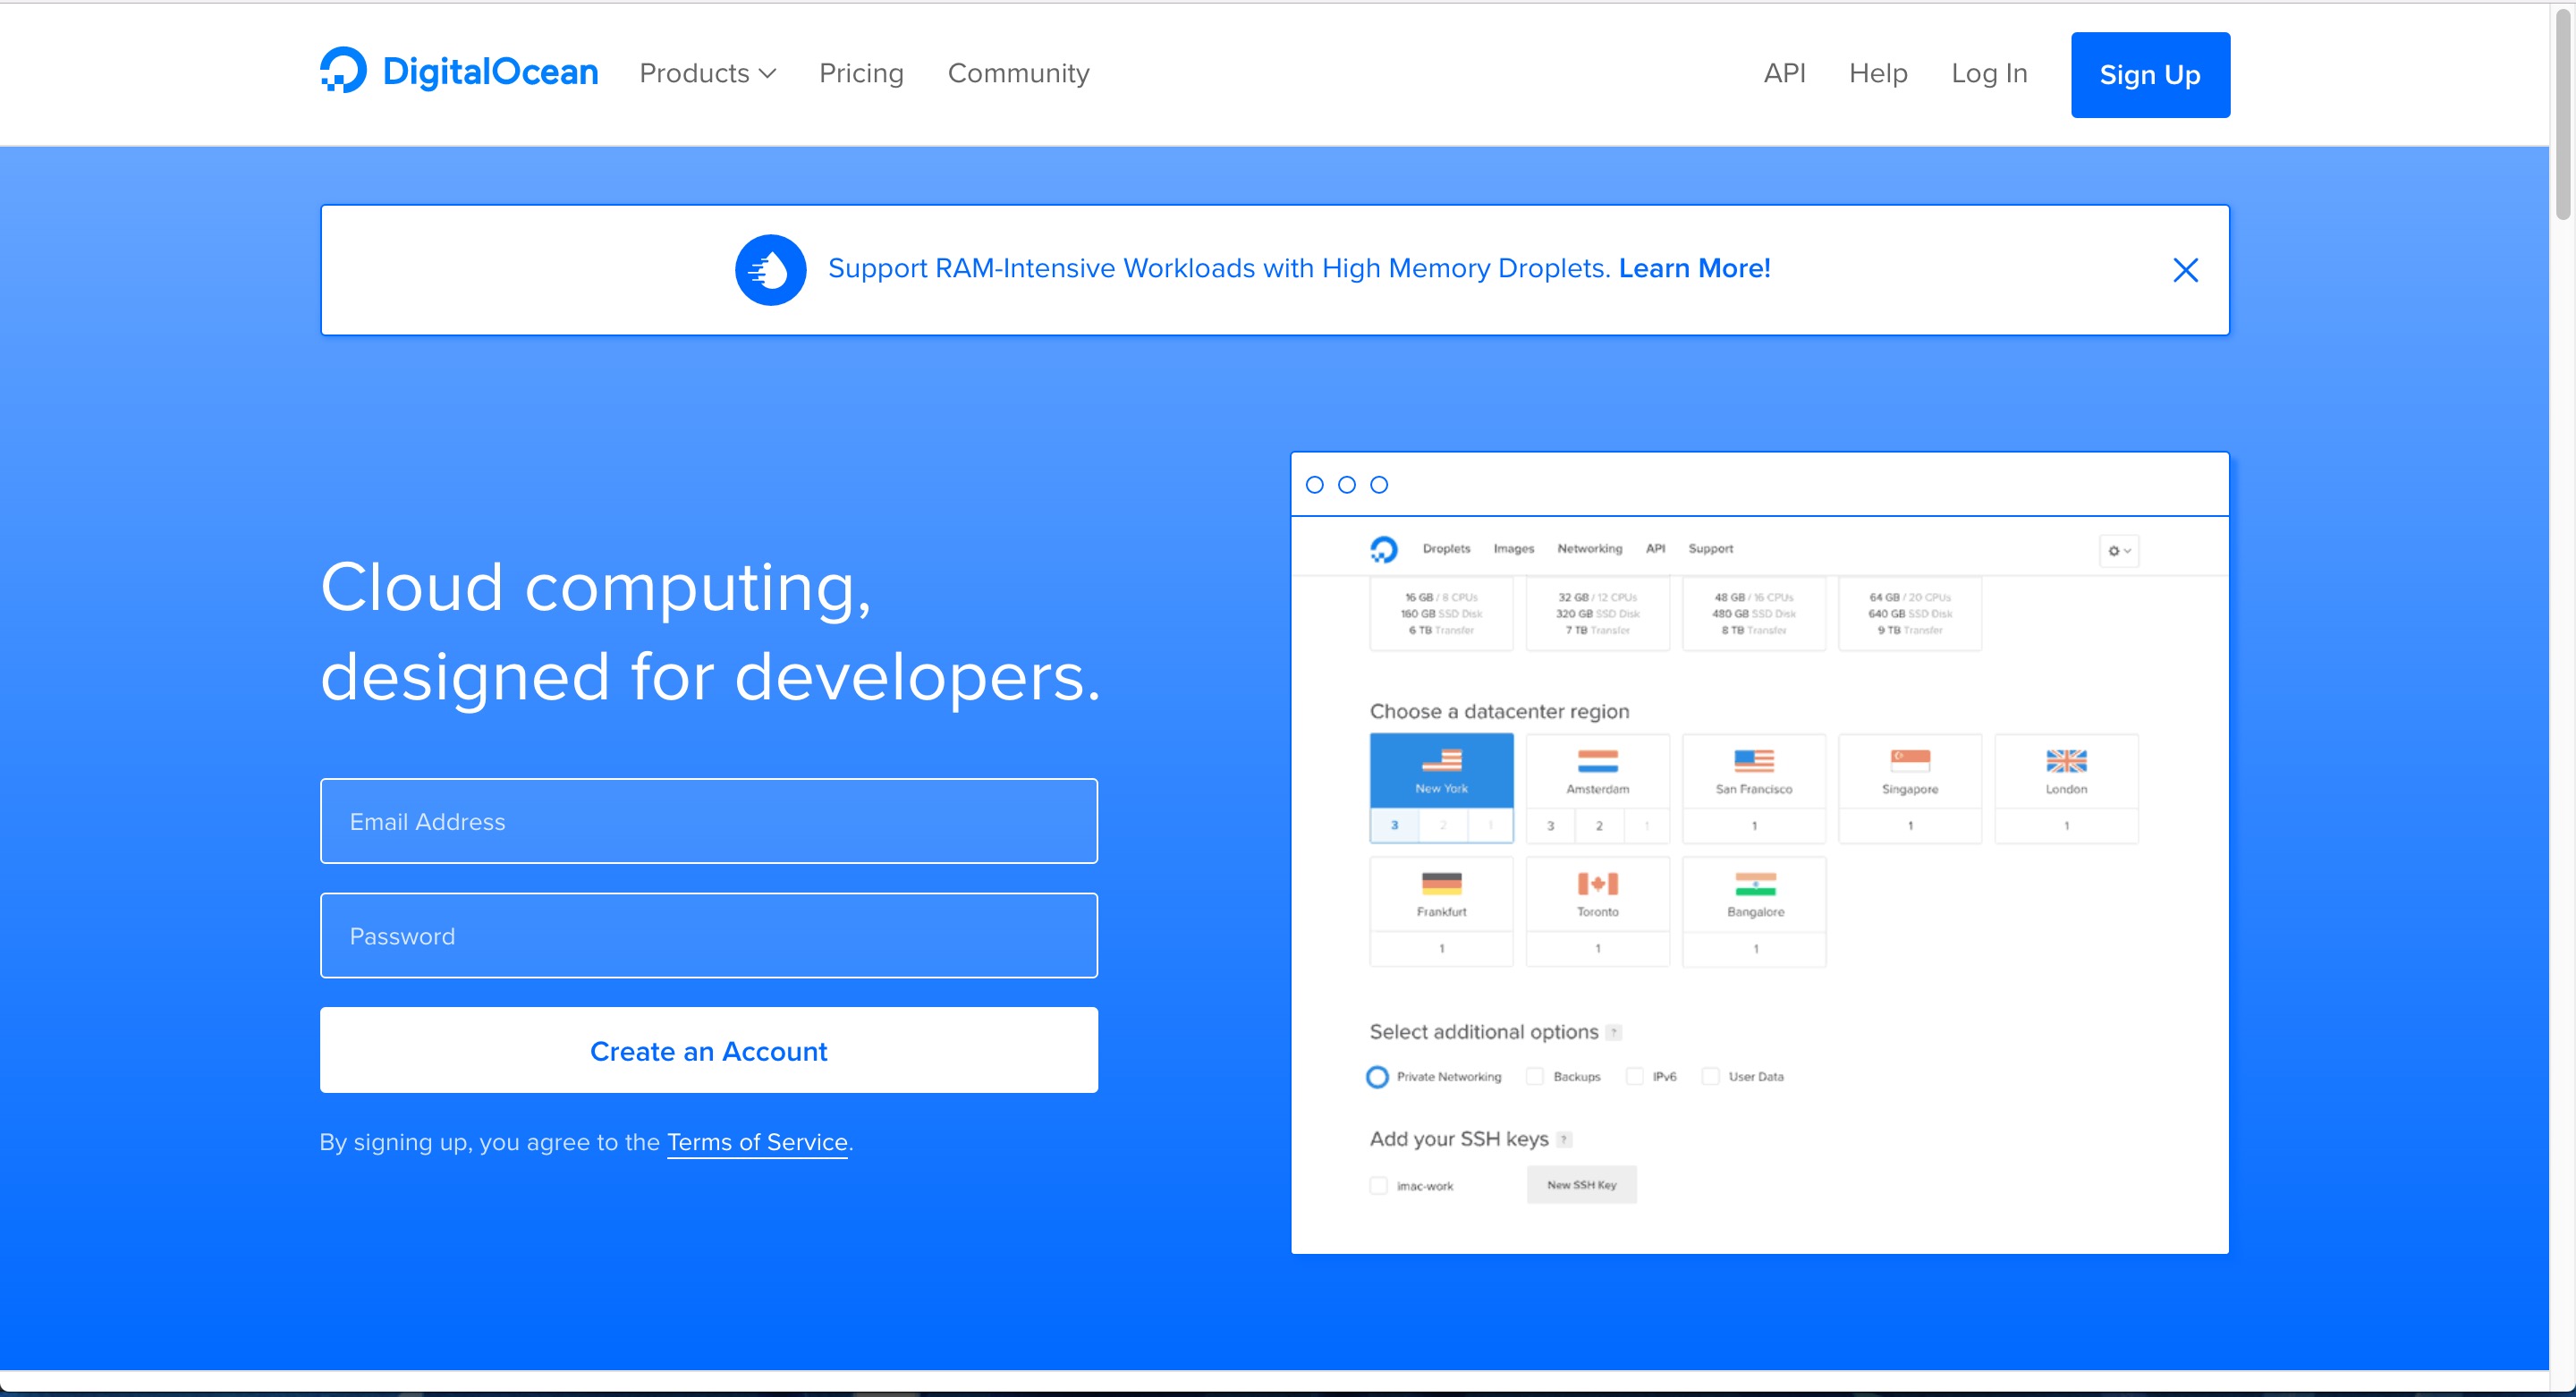 DigitalOcean Products Pricing Community API Help Log In Sign Up
Support RAM-Intensive Workloads with High Memory Droplets. Learn More!
Cloud computing,
designed for developers.
Email Address
Password
Create an Account
By signing up, you agree to the Terms of Service.
Droplets Images Networking API Support
16 GB / 8 CPUs
160 GB SSD Disk
6 TB Transfer
32 GB / 12 CPUs
320 GB SSD Disk
7 TB Transfer
48 GB / 16 CPUs
480 GB SSD Disk
8 TB Transfer
64 GB / 20 CPUs
640 GB SSD Disk
9 TB Transfer
Choose a datacenter region
New York
3 2 1
Amsterdam
3 2 1
San Francisco
1
Singapore
1
London
1
Frankfurt
1
Toronto
1
Bangalore
1
Select additional options ?
Private Networking Backups IPv6 User Data
Add your SSH keys ?
imac-work New SSH Key